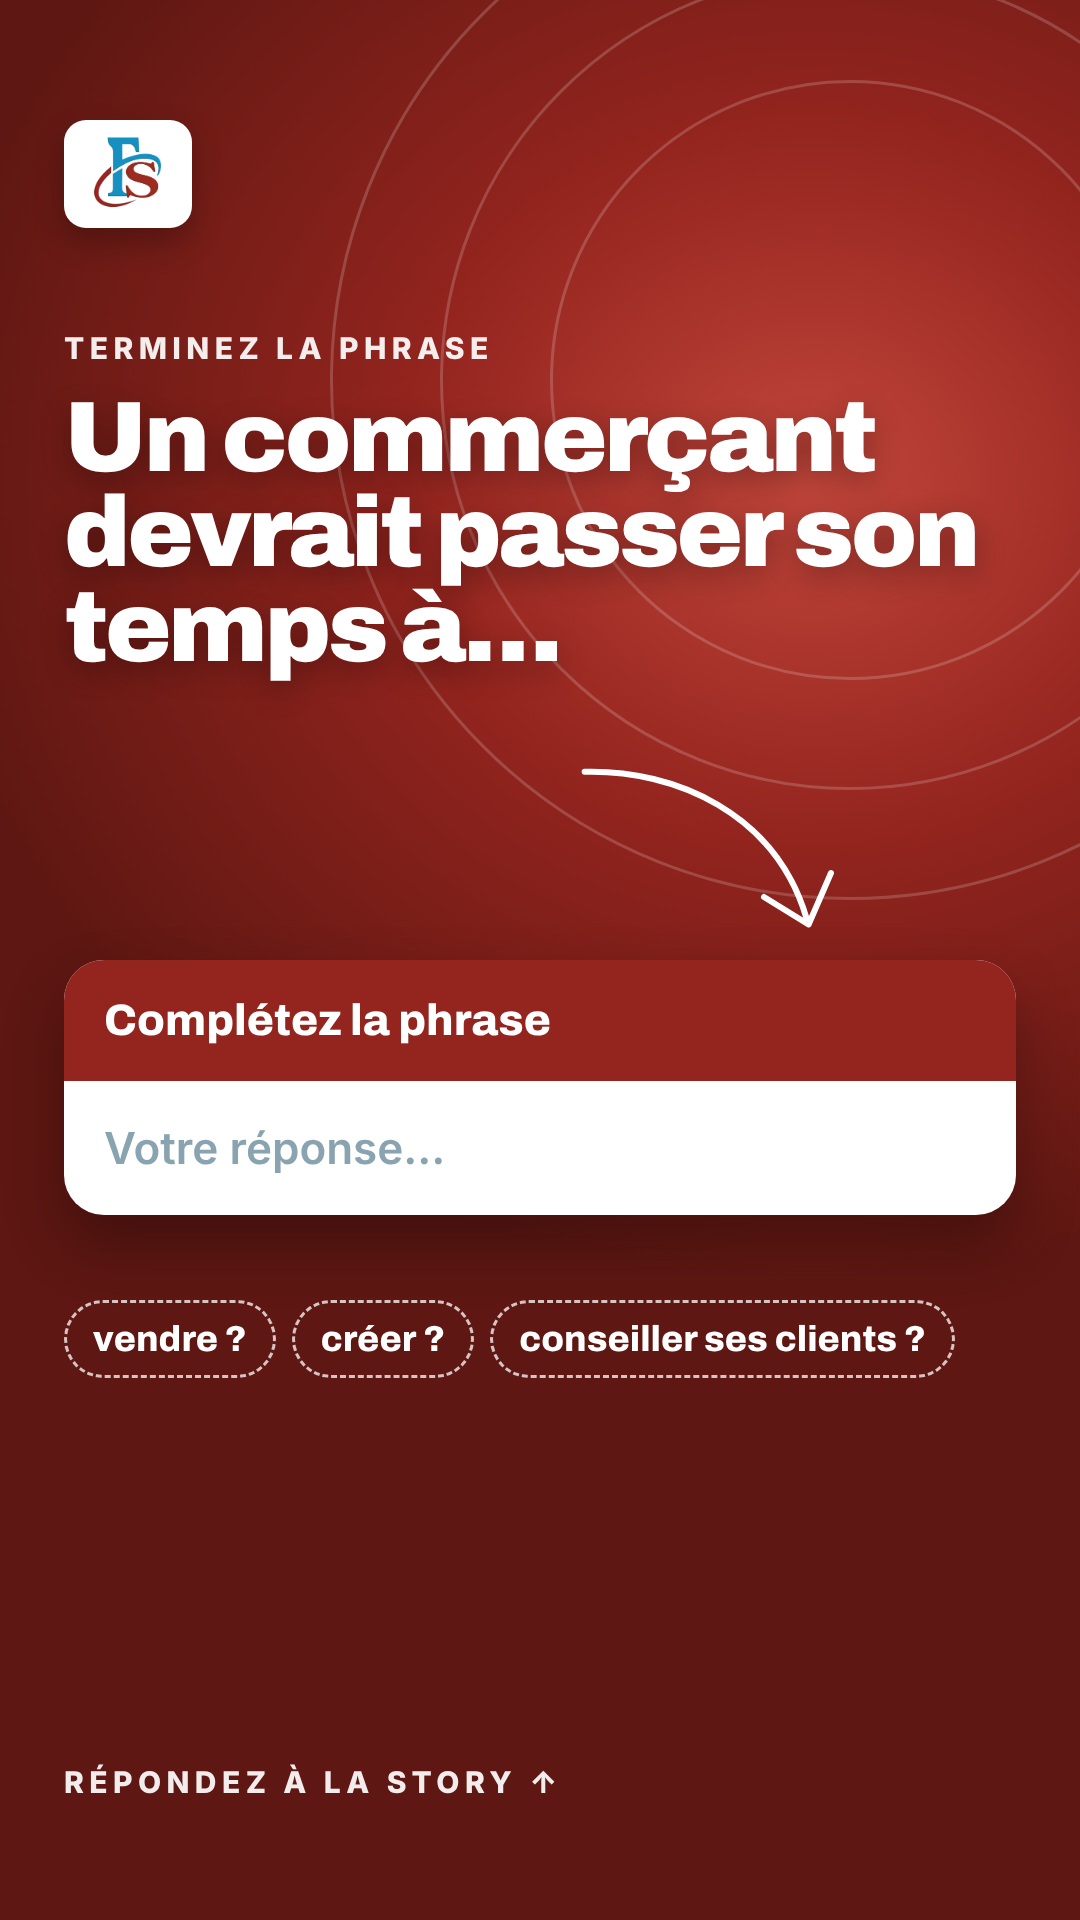 FS
TERMINEZ LA PHRASE
Un commerçant
devrait passer son
temps à...
Complétez la phrase
Votre réponse...
vendre ?
créer ?
conseiller ses clients ?
RÉPONDEZ À LA STORY ↑